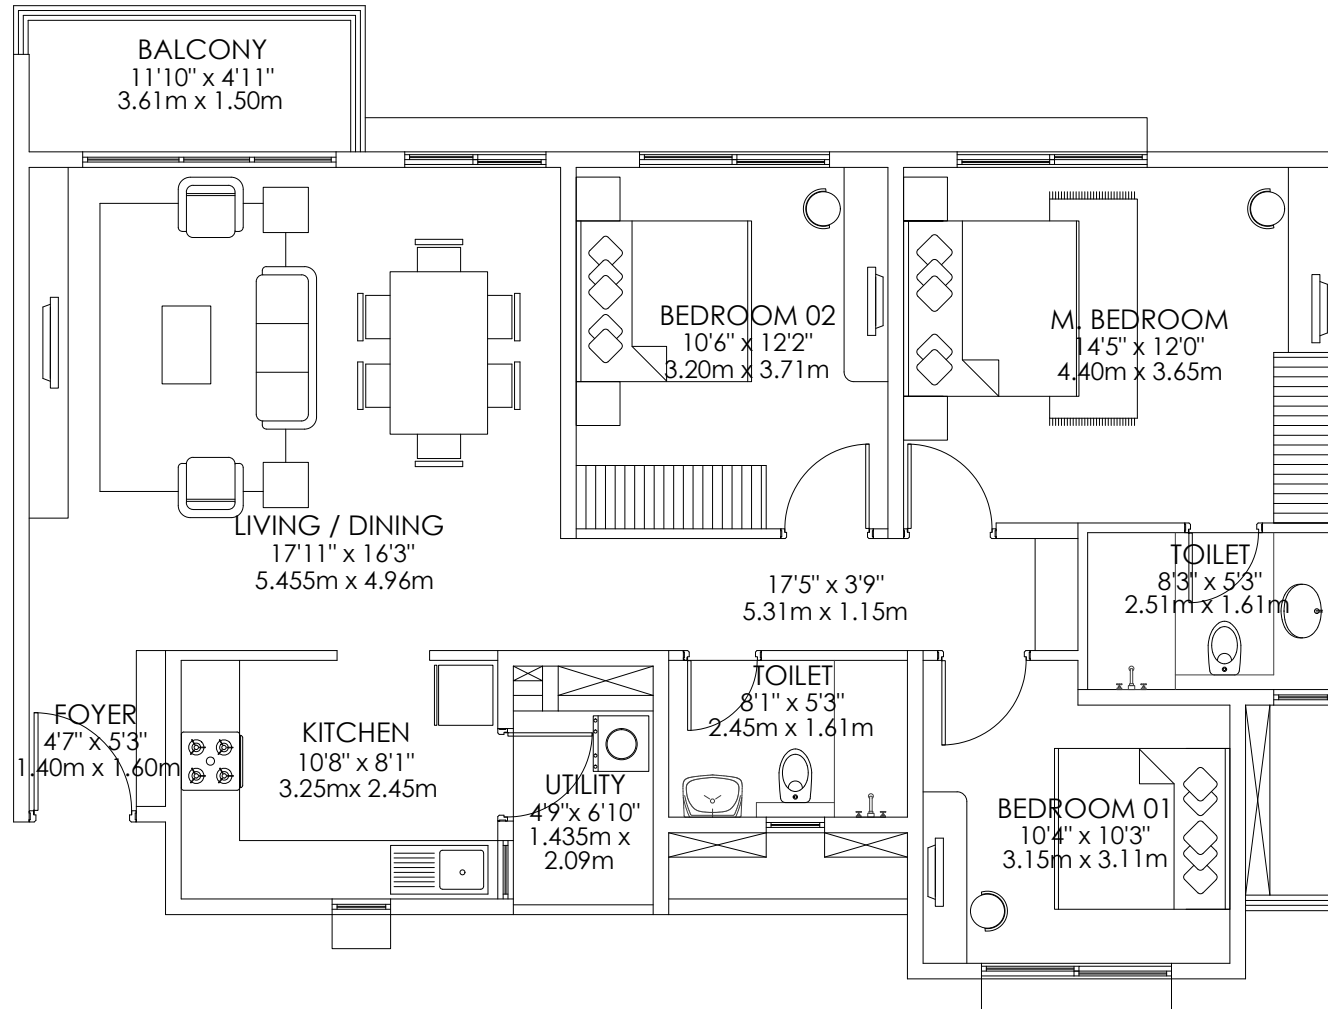 BALCONY
11'10" x 4'11"
3.61m x 1.50m
BEDROOM 02
10'6" x 12'2"
3.20m x 3.71m
M. BEDROOM
14'5" x 12'0"
4.40m x 3.65m
LIVING / DINING
17'11" x 16'3"
5.455m x 4.96m
17'5" x 3'9"
5.31m x 1.15m
TOILET
8'3" x 5'3"
2.51m x 1.61m
FOYER
4'7" x 5'3"
1.40m x 1.60m
KITCHEN
10'8" x 8'1"
3.25mx 2.45m
TOILET
8'1" x 5'3"
2.45m x 1.61m
UTILITY
4'9"x 6'10"
1.435m x
2.09m
BEDROOM 01
10'4" x 10'3"
3.15m x 3.11m